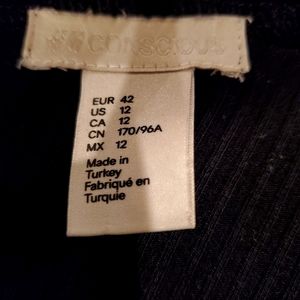 CONSCIOUS
EUR 42
US 12
CA 12
CN 170/96A
MX 12
Made in
Turkey
Fabriqué en
Turquie